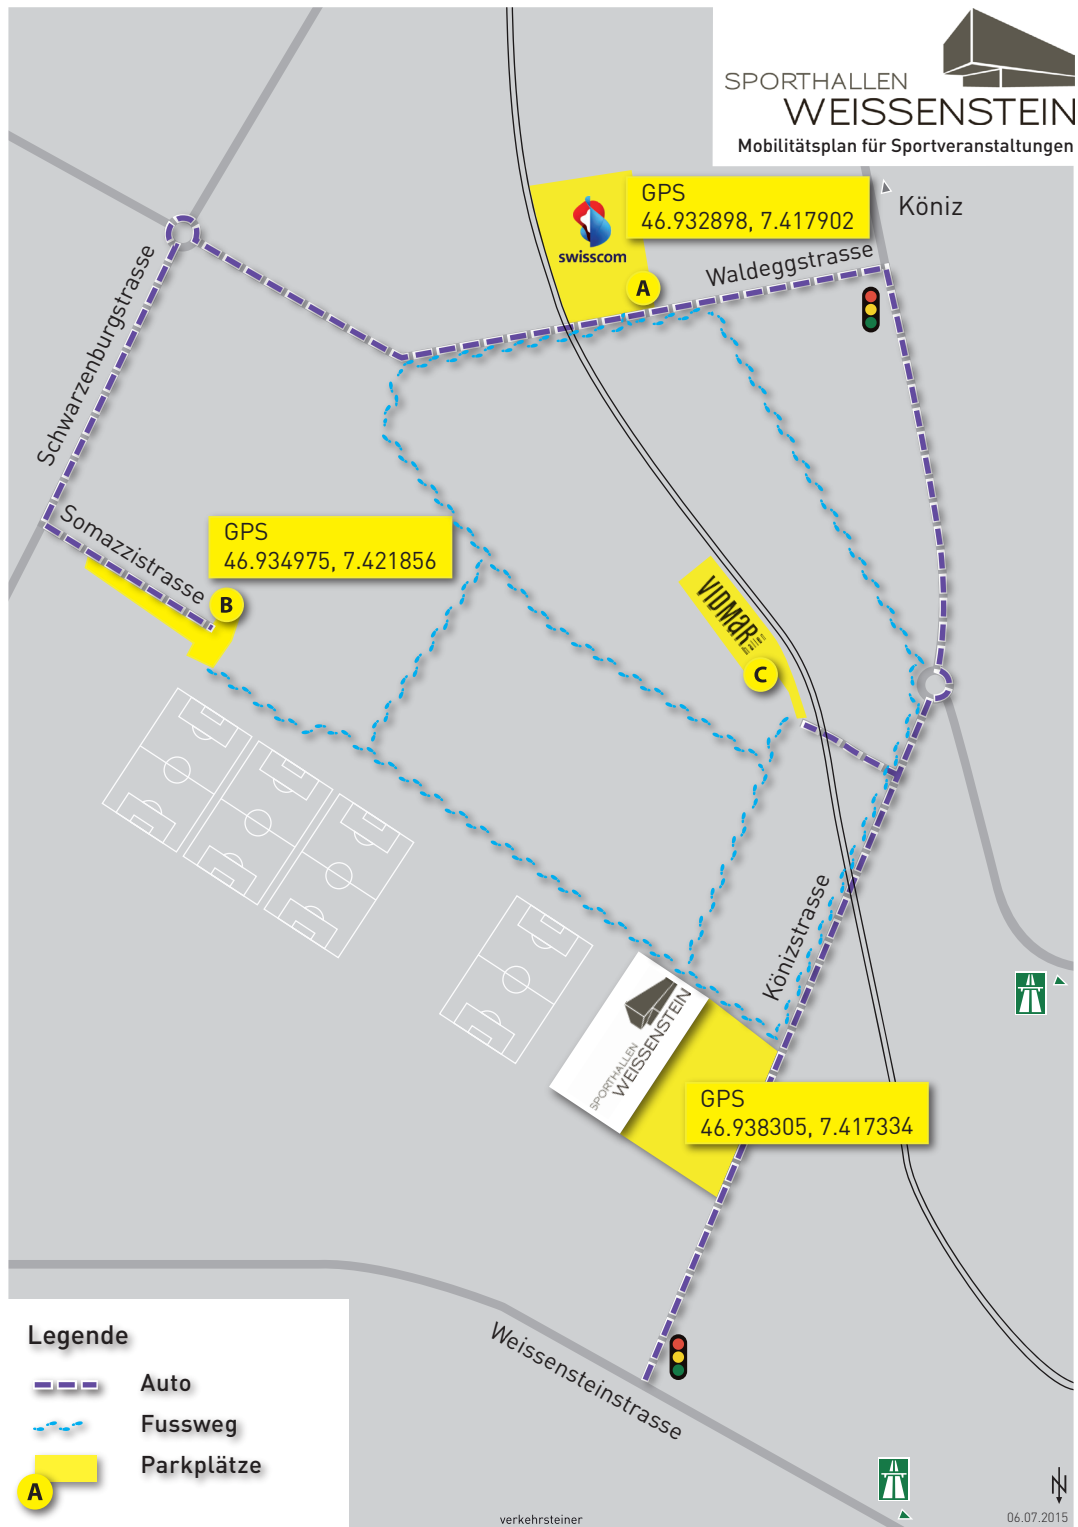 SPORTHALLEN
WEISSENSTEIN
Mobilitätsplan für Sportveranstaltungen
GPS
46.932898, 7.417902
Köniz
swisscom
A
Waldeggstrasse
Schwarzenburgstrasse
GPS
46.934975, 7.421856
Somazzistrasse
B
VIDMAR
hallen
C
Könizstrasse
SPORTHALLEN
WEISSENSTEIN
GPS
46.938305, 7.417334
Weissensteinstrasse
Legende
Auto
Fussweg
Parkplätze
A
N
verkehrsteiner
06.07.2015